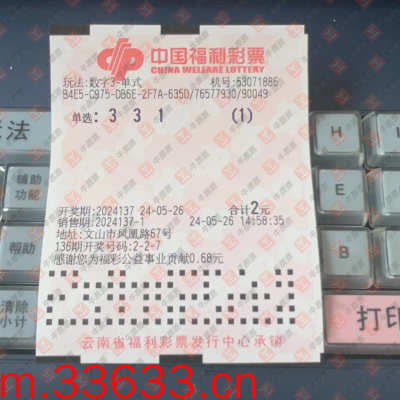 中国福利彩票
CHINA WELFARE LOTTERY
玩法:数字3-单式 机号:53071886
B4E5-C975-DB6E-2F7A-635D/76577930/90049
单选: 3 3 1 (1)
开奖期:2024137 24-05-26 合计2元
销售期:2024137-1 24-05-26 14:58:35
地址:文山市凤凰路67号
136期开奖号码:2-2-7
感谢您为福彩公益事业贡献0.68元
云南省福利彩票发行中心承销
法
辅助
功能
帮助
清除
小计
H
E
打印
m.33633.cn